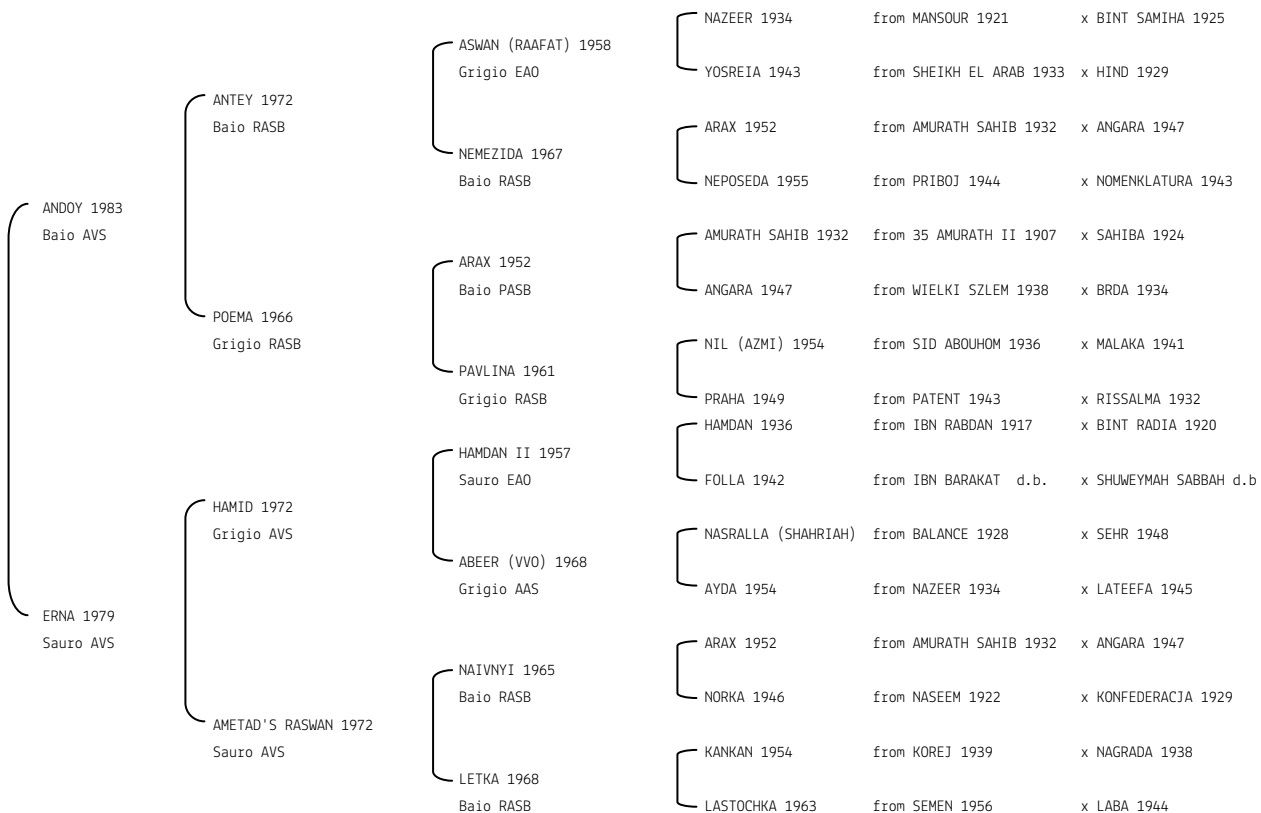 NAZEER 1934 from MANSOUR 1921 x BINT SAMIHA 1925
ASWAN (RAAFAT) 1958
Grigio EAO
YOSREIA 1943 from SHEIKH EL ARAB 1933 x HIND 1929
ANTEY 1972
Baio RASB
ARAX 1952 from AMURATH SAHIB 1932 x ANGARA 1947
NEMEZIDA 1967
Baio RASB
NEPOSEDA 1955 from PRIBOJ 1944 x NOMENKLATURA 1943
ANDOY 1983
Baio AVS
AMURATH SAHIB 1932 from 35 AMURATH II 1907 x SAHIBA 1924
ARAX 1952
Baio PASB
ANGARA 1947 from WIELKI SZLEM 1938 x BRDA 1934
POEMA 1966
Grigio RASB
NIL (AZMI) 1954 from SID ABOUHOM 1936 x MALAKA 1941
PAVLINA 1961
Grigio RASB
PRAHA 1949 from PATENT 1943 x RISSALMA 1932
HAMDAN 1936 from IBN RABDAN 1917 x BINT RADIA 1920
HAMDAN II 1957
Sauro EAO
FOLLA 1942 from IBN BARAKAT d.b. x SHUWEYMAH SABBAH d.b
HAMID 1972
Grigio AVS
NASRALLA (SHAHRIAH) from BALANCE 1928 x SEHR 1948
ABEER (VVO) 1968
Grigio AAS
AYDA 1954 from NAZEER 1934 x LATEEFA 1945
ERNA 1979
Sauro AVS
ARAX 1952 from AMURATH SAHIB 1932 x ANGARA 1947
NAIVNYI 1965
Baio RASB
NORKA 1946 from NASEEM 1922 x KONFEDERACJA 1929
AMETAD'S RASWAN 1972
Sauro AVS
KANKAN 1954 from KOREJ 1939 x NAGRADA 1938
LETKA 1968
Baio RASB
LASTOCHKA 1963 from SEMEN 1956 x LABA 1944